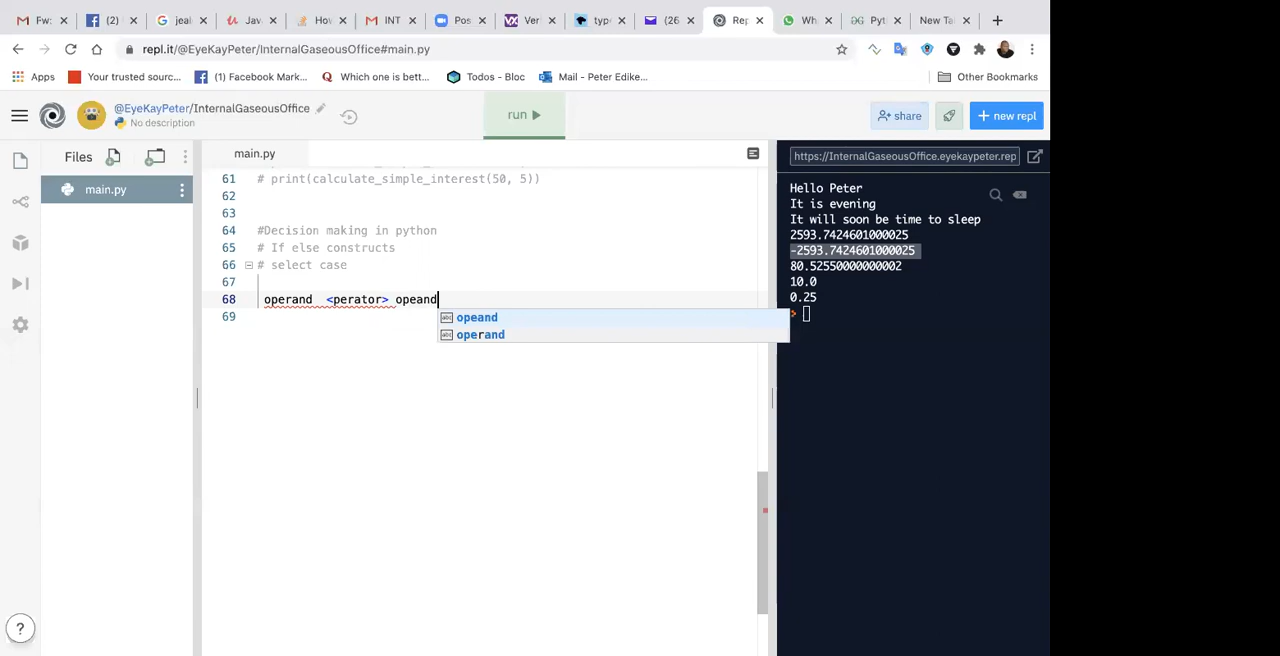 Fw: (2) jeal Jav Hov INT Pos Ver type (26 Rep Wh Pyt New Ta
repl.it/@EyeKayPeter/InternalGaseousOffice#main.py
Apps Your trusted sourc... (1) Facebook Mark... Which one is bett... Todos - Bloc Mail - Peter Edike... Other Bookmarks
@EyeKayPeter/InternalGaseousOffice
No description
run
share
+ new repl
Files
main.py
main.py
61 # print(calculate_simple_interest(50, 5))
62
63
64 #Decision making in python
65 # If else constructs
66 # select case
67
68 operand <perator> opeand
69
opeand
operand
https://InternalGaseousOffice.eyekaypeter.rep
Hello Peter
It is evening
It will soon be time to sleep
2593.7424601000025
-2593.7424601000025
80.52550000000002
10.0
0.25
?